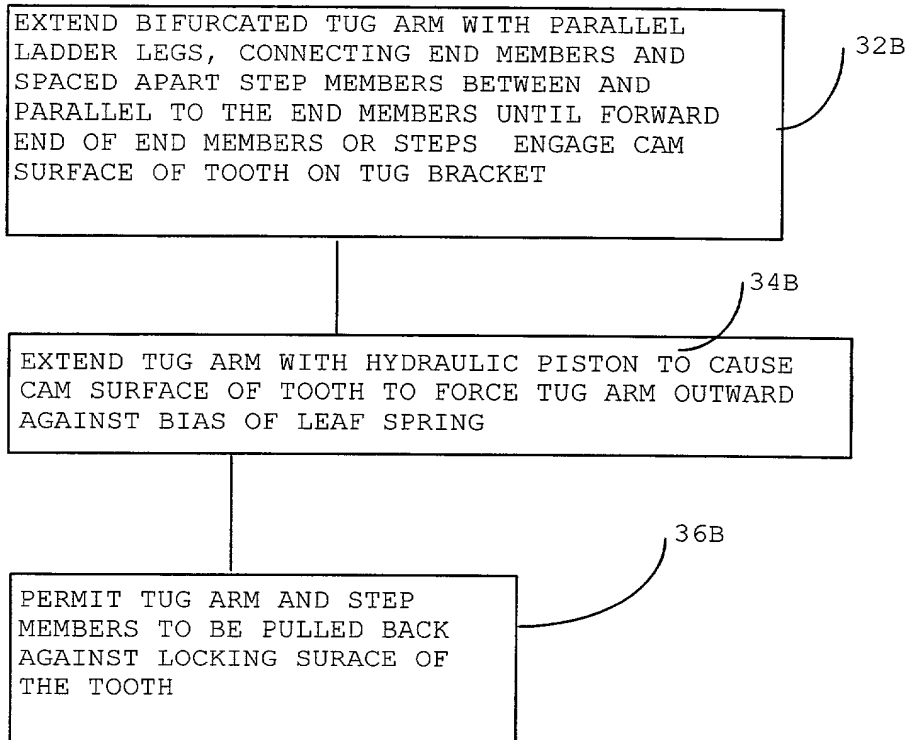 EXTEND BIFURCATED TUG ARM WITH PARALLEL
LADDER LEGS, CONNECTING END MEMBERS AND
SPACED APART STEP MEMBERS BETWEEN AND
PARALLEL TO THE END MEMBERS UNTIL FORWARD
END OF END MEMBERS OR STEPS ENGAGE CAM
SURFACE OF TOOTH ON TUG BRACKET
32B
34B
EXTEND TUG ARM WITH HYDRAULIC PISTON TO CAUSE
CAM SURFACE OF TOOTH TO FORCE TUG ARM OUTWARD
AGAINST BIAS OF LEAF SPRING
36B
PERMIT TUG ARM AND STEP
MEMBERS TO BE PULLED BACK
AGAINST LOCKING SURACE OF
THE TOOTH